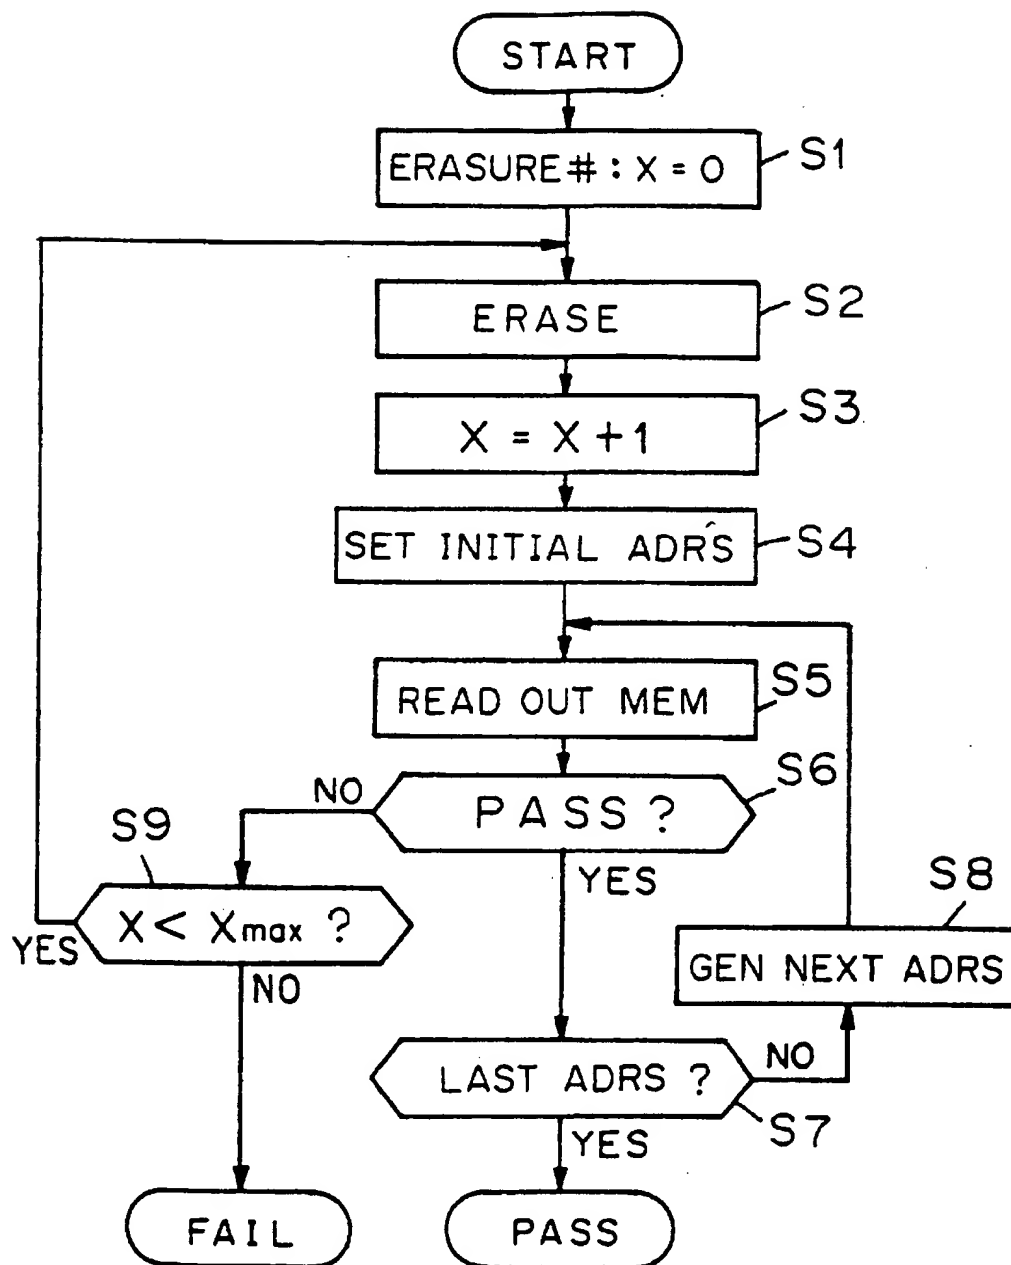 START
ERASURE # : X = 0
S1
ERASE
S2
X = X + 1
S3
SET INITIAL ADRS
S4
READ OUT MEM
S5
PASS ?
S6
NO
YES
S9
X < Xmax ?
YES
NO
S8
GEN NEXT ADRS
LAST ADRS ?
NO
S7
YES
FAIL
PASS